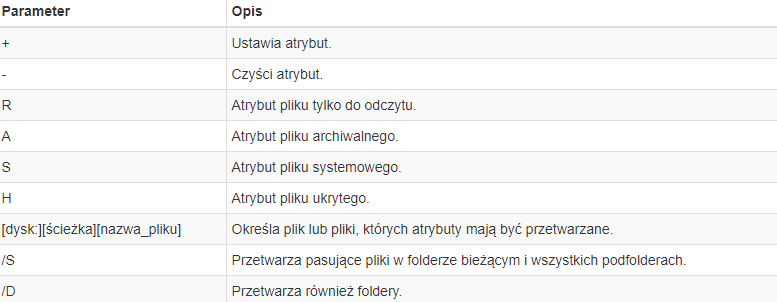 Parameter Opis
+ Ustawia atrybut.
- Czyści atrybut.
R Atrybut pliku tylko do odczytu.
A Atrybut pliku archiwalnego.
S Atrybut pliku systemowego.
H Atrybut pliku ukrytego.
[dysk:][ścieżka][nazwa_pliku] Określa plik lub pliki, których atrybuty mają być przetwarzane.
/S Przetwarza pasujące pliki w folderze bieżącym i wszystkich podfolderach.
/D Przetwarza również foldery.